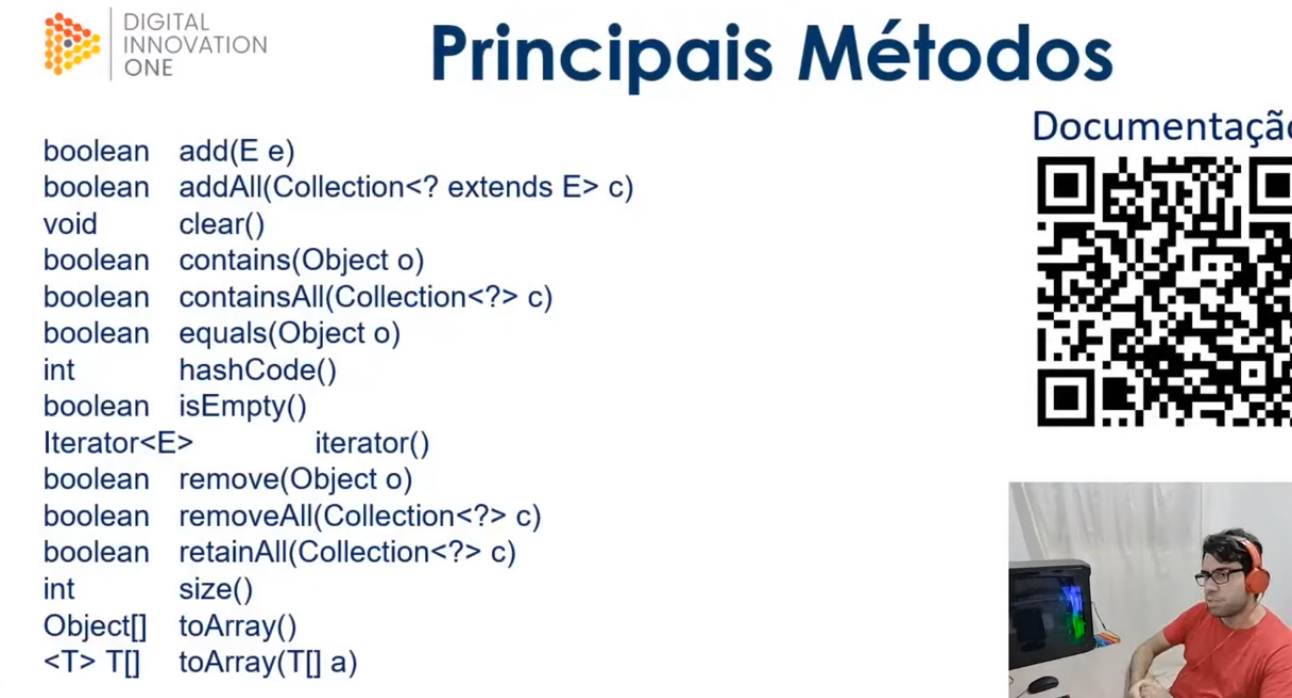 DIGITAL
INNOVATION
ONE
Principais Métodos
Documentação
boolean add(E e)
boolean addAll(Collection<? extends E> c)
void clear()
boolean contains(Object o)
boolean containsAll(Collection<?> c)
boolean equals(Object o)
int hashCode()
boolean isEmpty()
Iterator<E> iterator()
boolean remove(Object o)
boolean removeAll(Collection<?> c)
boolean retainAll(Collection<?> c)
int size()
Object[] toArray()
<T> T[] toArray(T[] a)